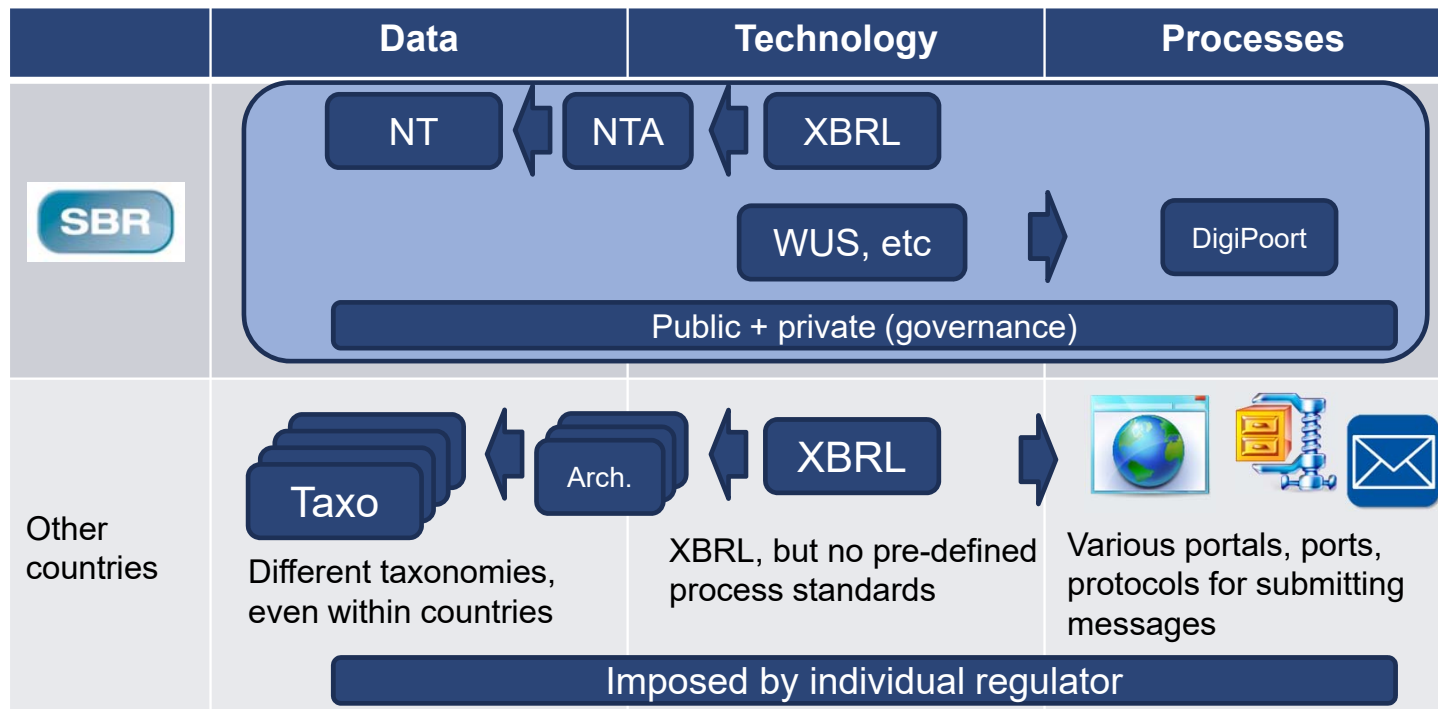 Data
Technology
Processes
SBR
NT
NTA
XBRL
WUS, etc
DigiPoort
Public + private (governance)
Other
countries
Taxo
Arch.
XBRL
Different taxonomies,
even within countries
XBRL, but no pre-defined
process standards
Various portals, ports,
protocols for submitting
messages
Imposed by individual regulator